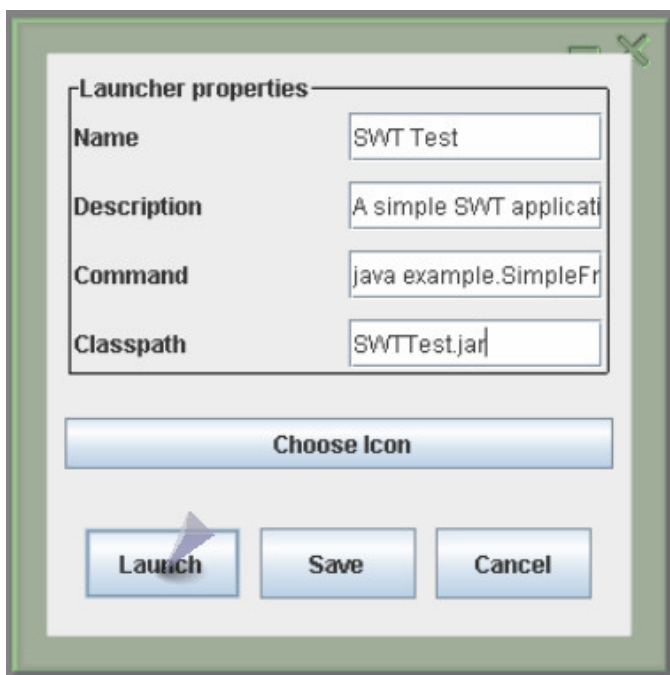 Launcher properties
Name
SWT Test
Description
A simple SWT applicati
Command
java example.SimpleFr
Classpath
SWTTest.jar
Choose Icon
Launch
Save
Cancel